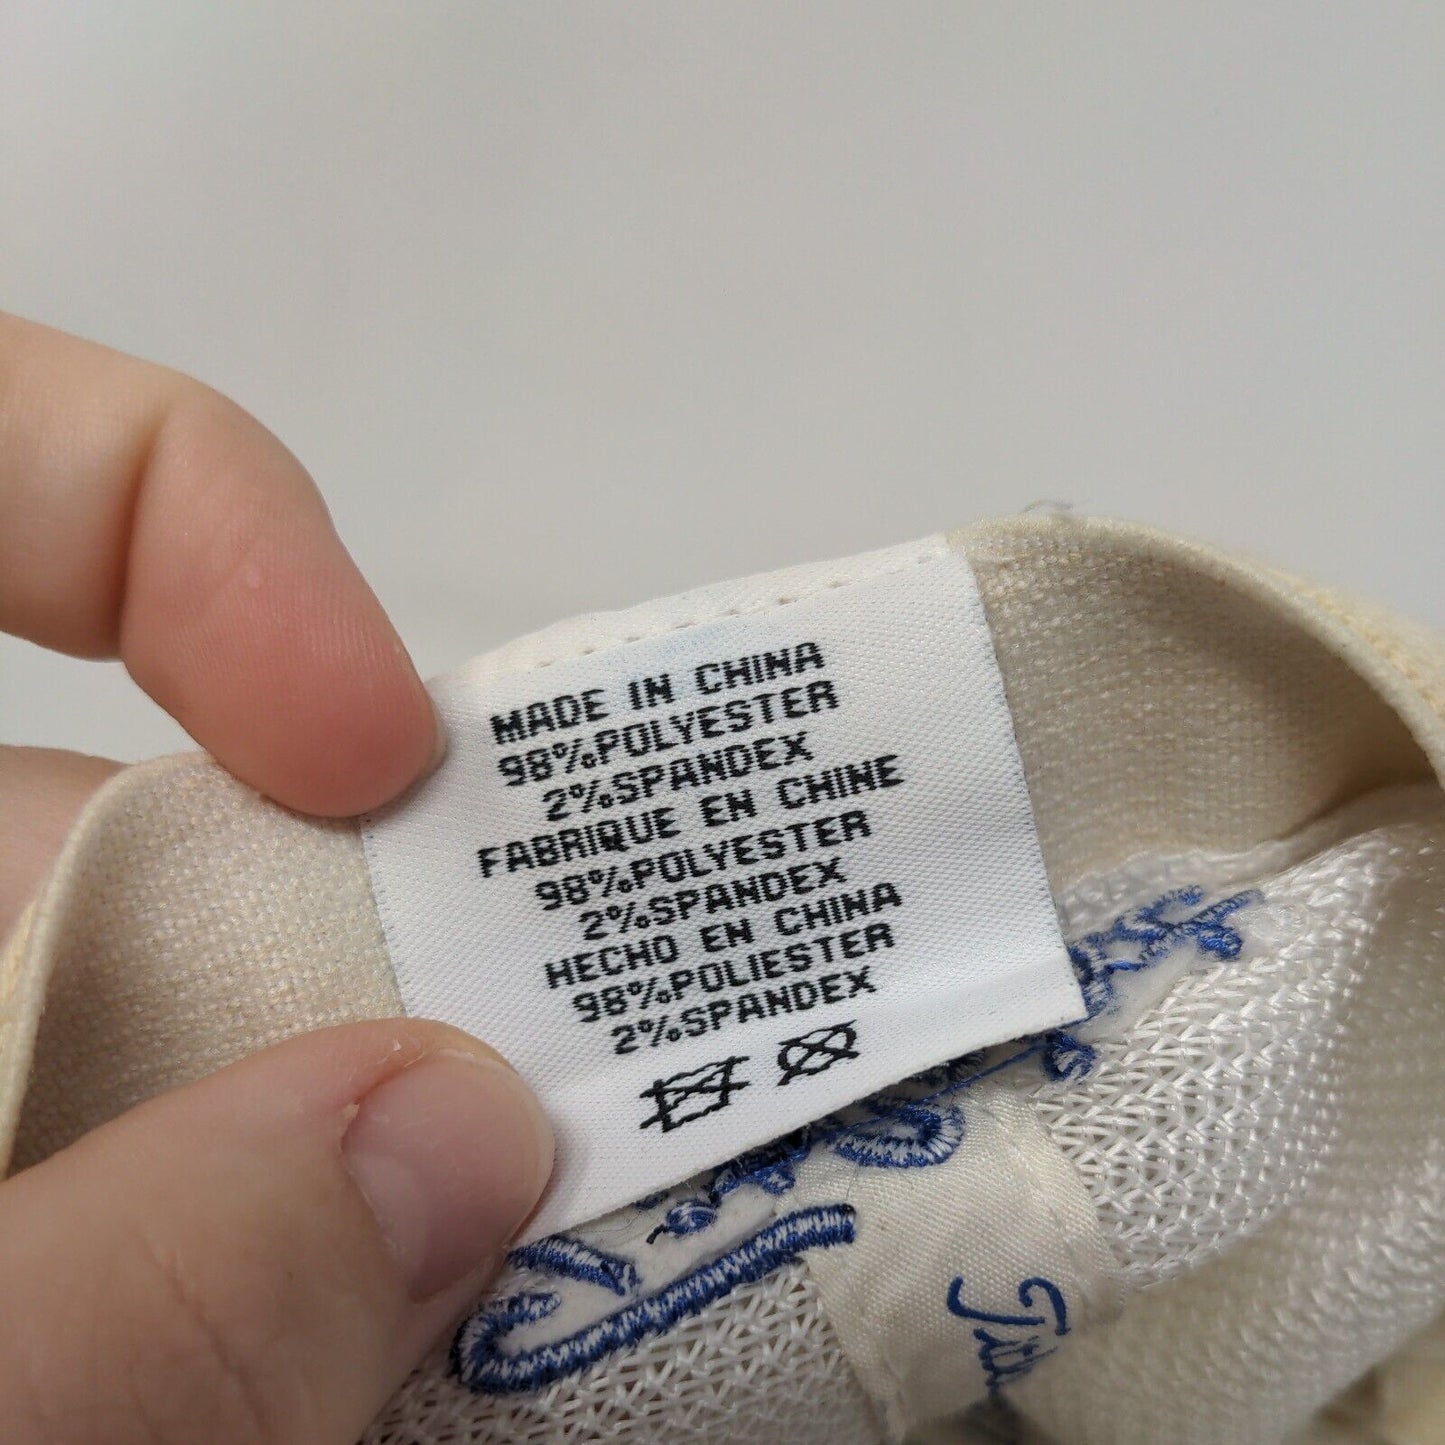 MADE IN CHINA
98%POLYESTER
2%SPANDEX
FABRIQUE EN CHINE
98%POLYESTER
2%SPANDEX
HECHO EN CHINA
98%POLIESTER
2%SPANDEX